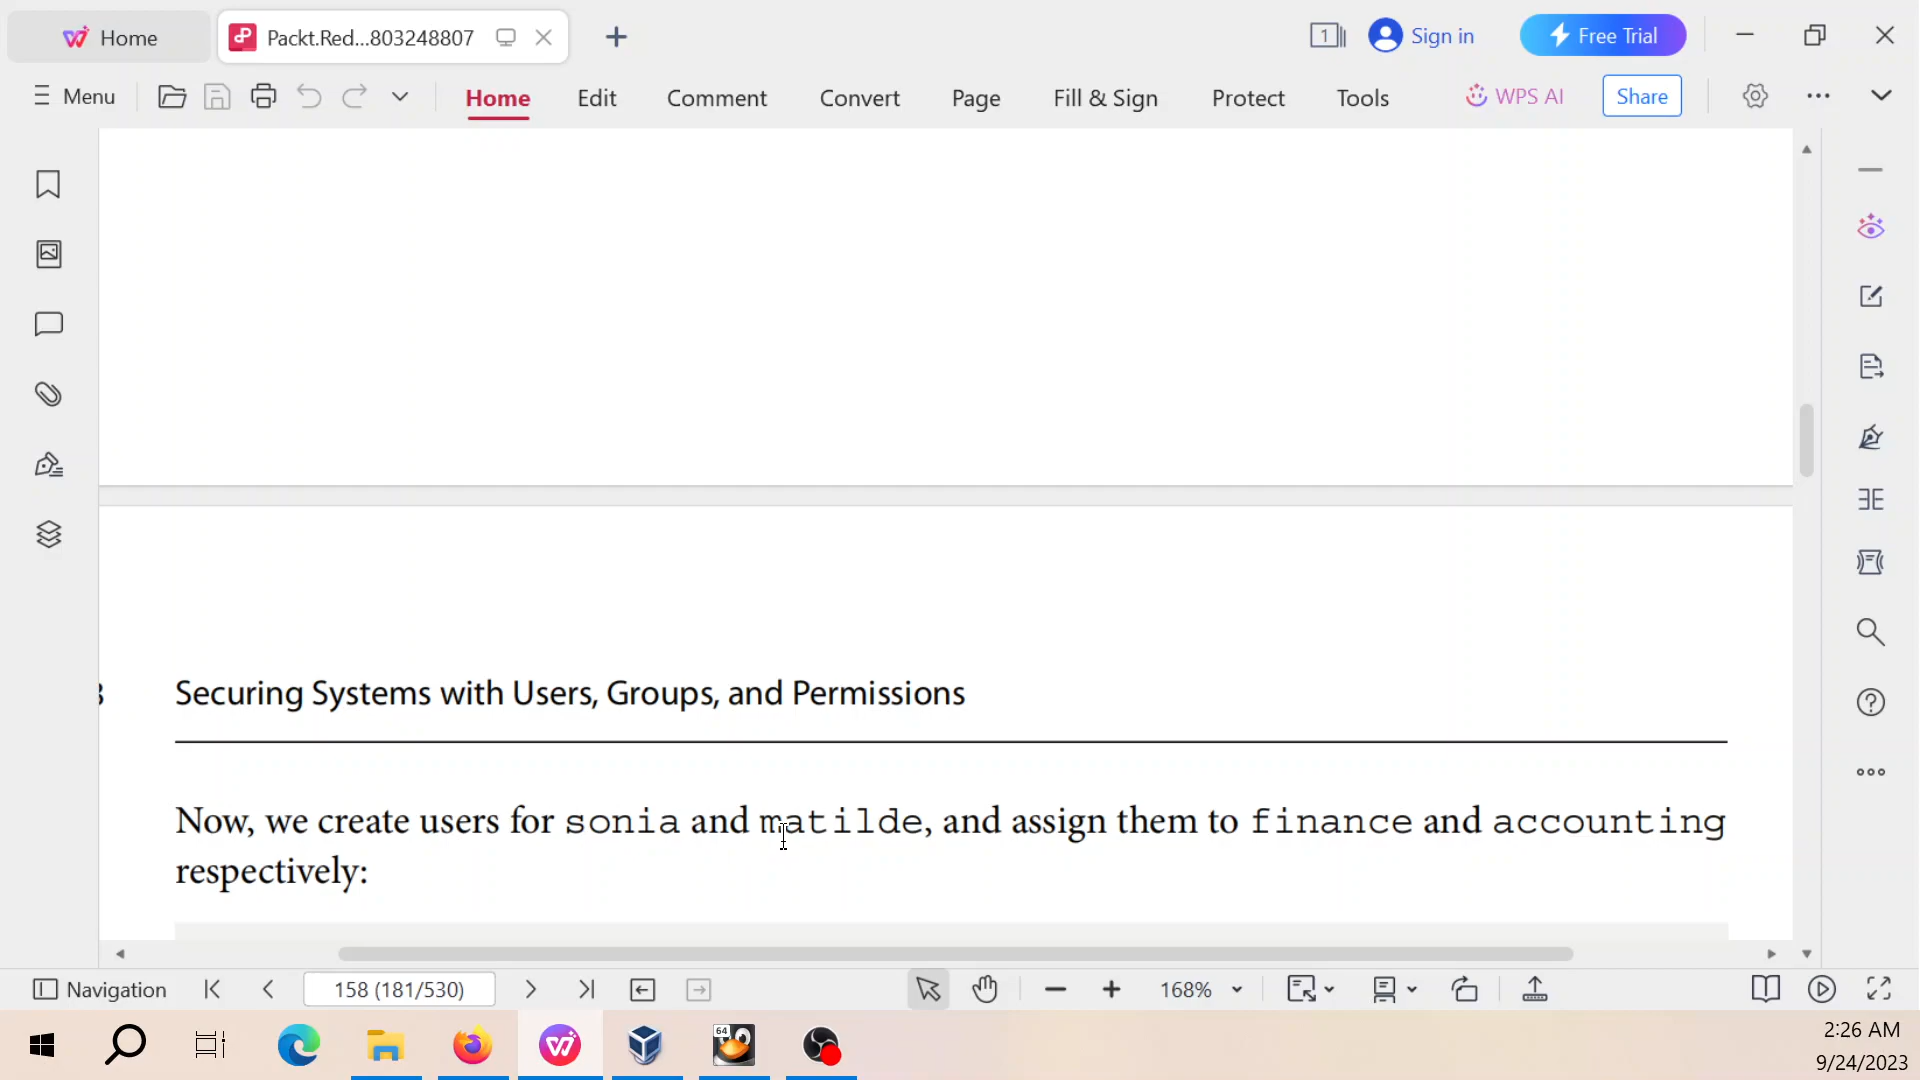 Home
Packt.Red...803248807
1
Sign in
Free Trial
Menu
Home
Edit
Comment
Convert
Page
Fill & Sign
Protect
Tools
WPS AI
Share
Securing Systems with Users, Groups, and Permissions
Now, we create users for sonia and matilde, and assign them to finance and accounting
respectively:
Navigation
158 (181/530)
168%
64
2:26 AM
9/24/2023